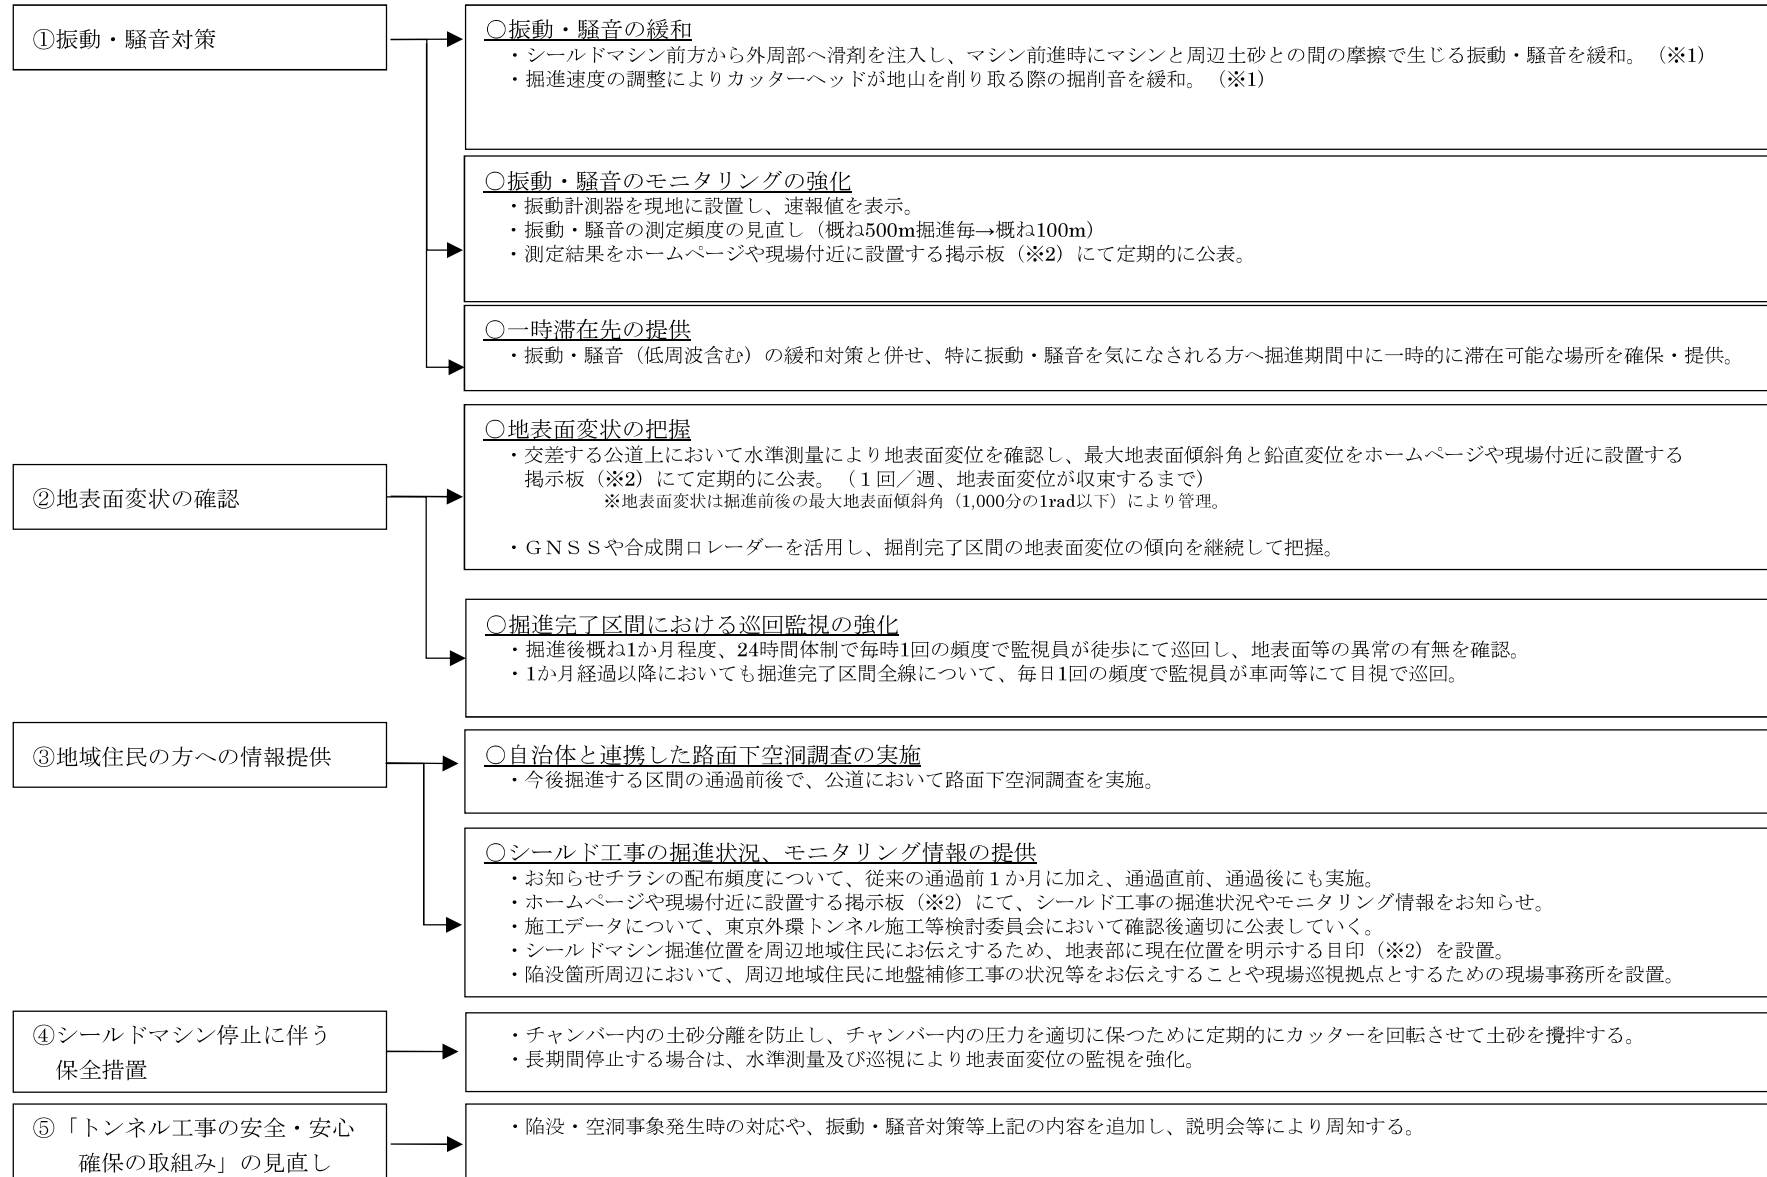 ①振動・騒音対策
○振動・騒音の緩和
・シールドマシン前方から外周部へ滑剤を注入し、マシン前進時にマシンと周辺土砂との間の摩擦で生じる振動・騒音を緩和。（※1）
・掘進速度の調整によりカッターヘッドが地山を削り取る際の掘削音を緩和。（※1）
○振動・騒音のモニタリングの強化
・振動計測器を現地に設置し、速報値を表示。
・振動・騒音の測定頻度の見直し（概ね500m掘進毎→概ね100m）
・測定結果をホームページや現場付近に設置する掲示板（※2）にて定期的に公表。
○一時滞在先の提供
・振動・騒音（低周波含む）の緩和対策と併せ、特に振動・騒音を気になされる方へ掘進期間中に一時的に滞在可能な場所を確保・提供。
②地表面変状の確認
○地表面変状の把握
・交差する公道上において水準測量により地表面変位を確認し、最大地表面傾斜角と鉛直変位をホームページや現場付近に設置する
掲示板（※2）にて定期的に公表。（１回／週、地表面変位が収束するまで）
※地表面変状は掘進前後の最大地表面傾斜角（1,000分の1rad以下）により管理。
・ＧＮＳＳや合成開口レーダーを活用し、掘削完了区間の地表面変位の傾向を継続して把握。
○掘進完了区間における巡回監視の強化
・掘進後概ね1か月程度、24時間体制で毎時1回の頻度で監視員が徒歩にて巡回し、地表面等の異常の有無を確認。
・1か月経過以降においても掘進完了区間全線について、毎日1回の頻度で監視員が車両等にて目視で巡回。
③地域住民の方への情報提供
○自治体と連携した路面下空洞調査の実施
・今後掘進する区間の通過前後で、公道において路面下空洞調査を実施。
○シールド工事の掘進状況、モニタリング情報の提供
・お知らせチラシの配布頻度について、従来の通過前１か月に加え、通過直前、通過後にも実施。
・ホームページや現場付近に設置する掲示板（※2）にて、シールド工事の掘進状況やモニタリング情報をお知らせ。
・施工データについて、東京外環トンネル施工等検討委員会において確認後適切に公表していく。
・シールドマシン掘進位置を周辺地域住民にお伝えするため、地表部に現在位置を明示する目印（※2）を設置。
・陥没箇所周辺において、周辺地域住民に地盤補修工事の状況等をお伝えすることや現場巡視拠点とするための現場事務所を設置。
④シールドマシン停止に伴う
保全措置
・チャンバー内の土砂分離を防止し、チャンバー内の圧力を適切に保つために定期的にカッターを回転させて土砂を攪拌する。
・長期間停止する場合は、水準測量及び巡視により地表面変位の監視を強化。
⑤「トンネル工事の安全・安心
確保の取組み」の見直し
・陥没・空洞事象発生時の対応や、振動・騒音対策等上記の内容を追加し、説明会等により周知する。